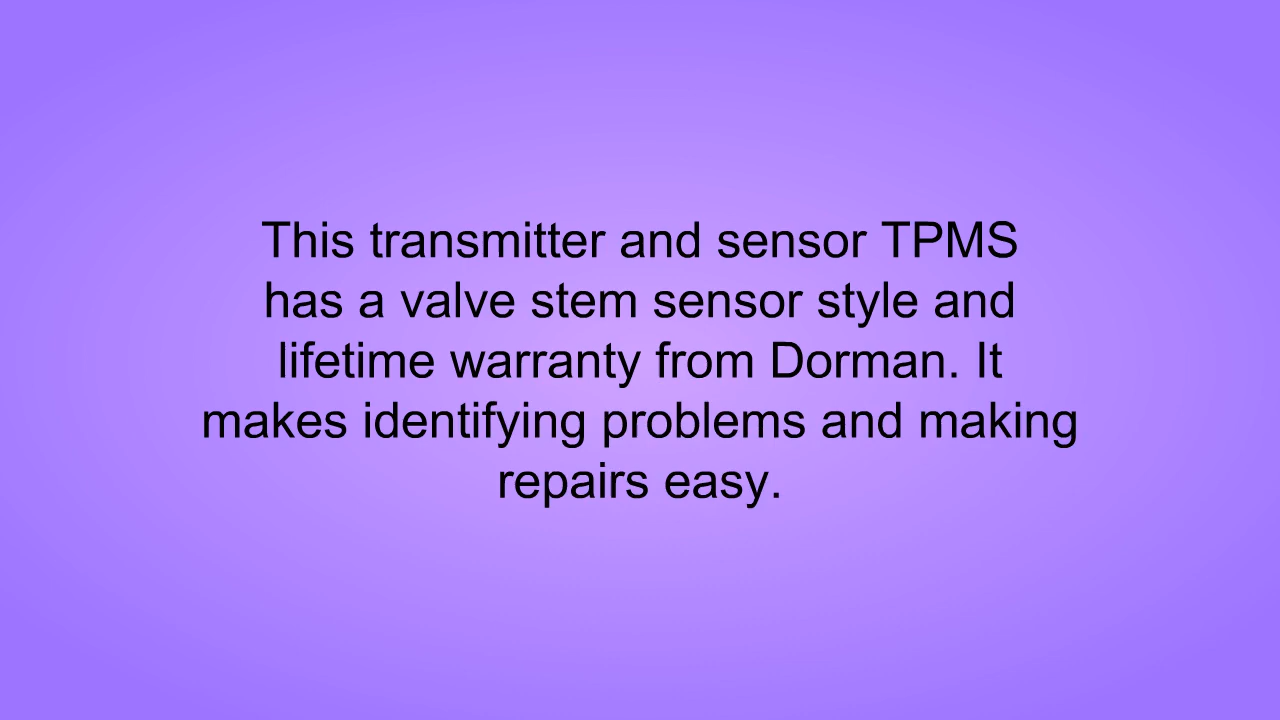 This transmitter and sensor TPMS
has a valve stem sensor style and
lifetime warranty from Dorman. It
makes identifying problems and making
repairs easy.